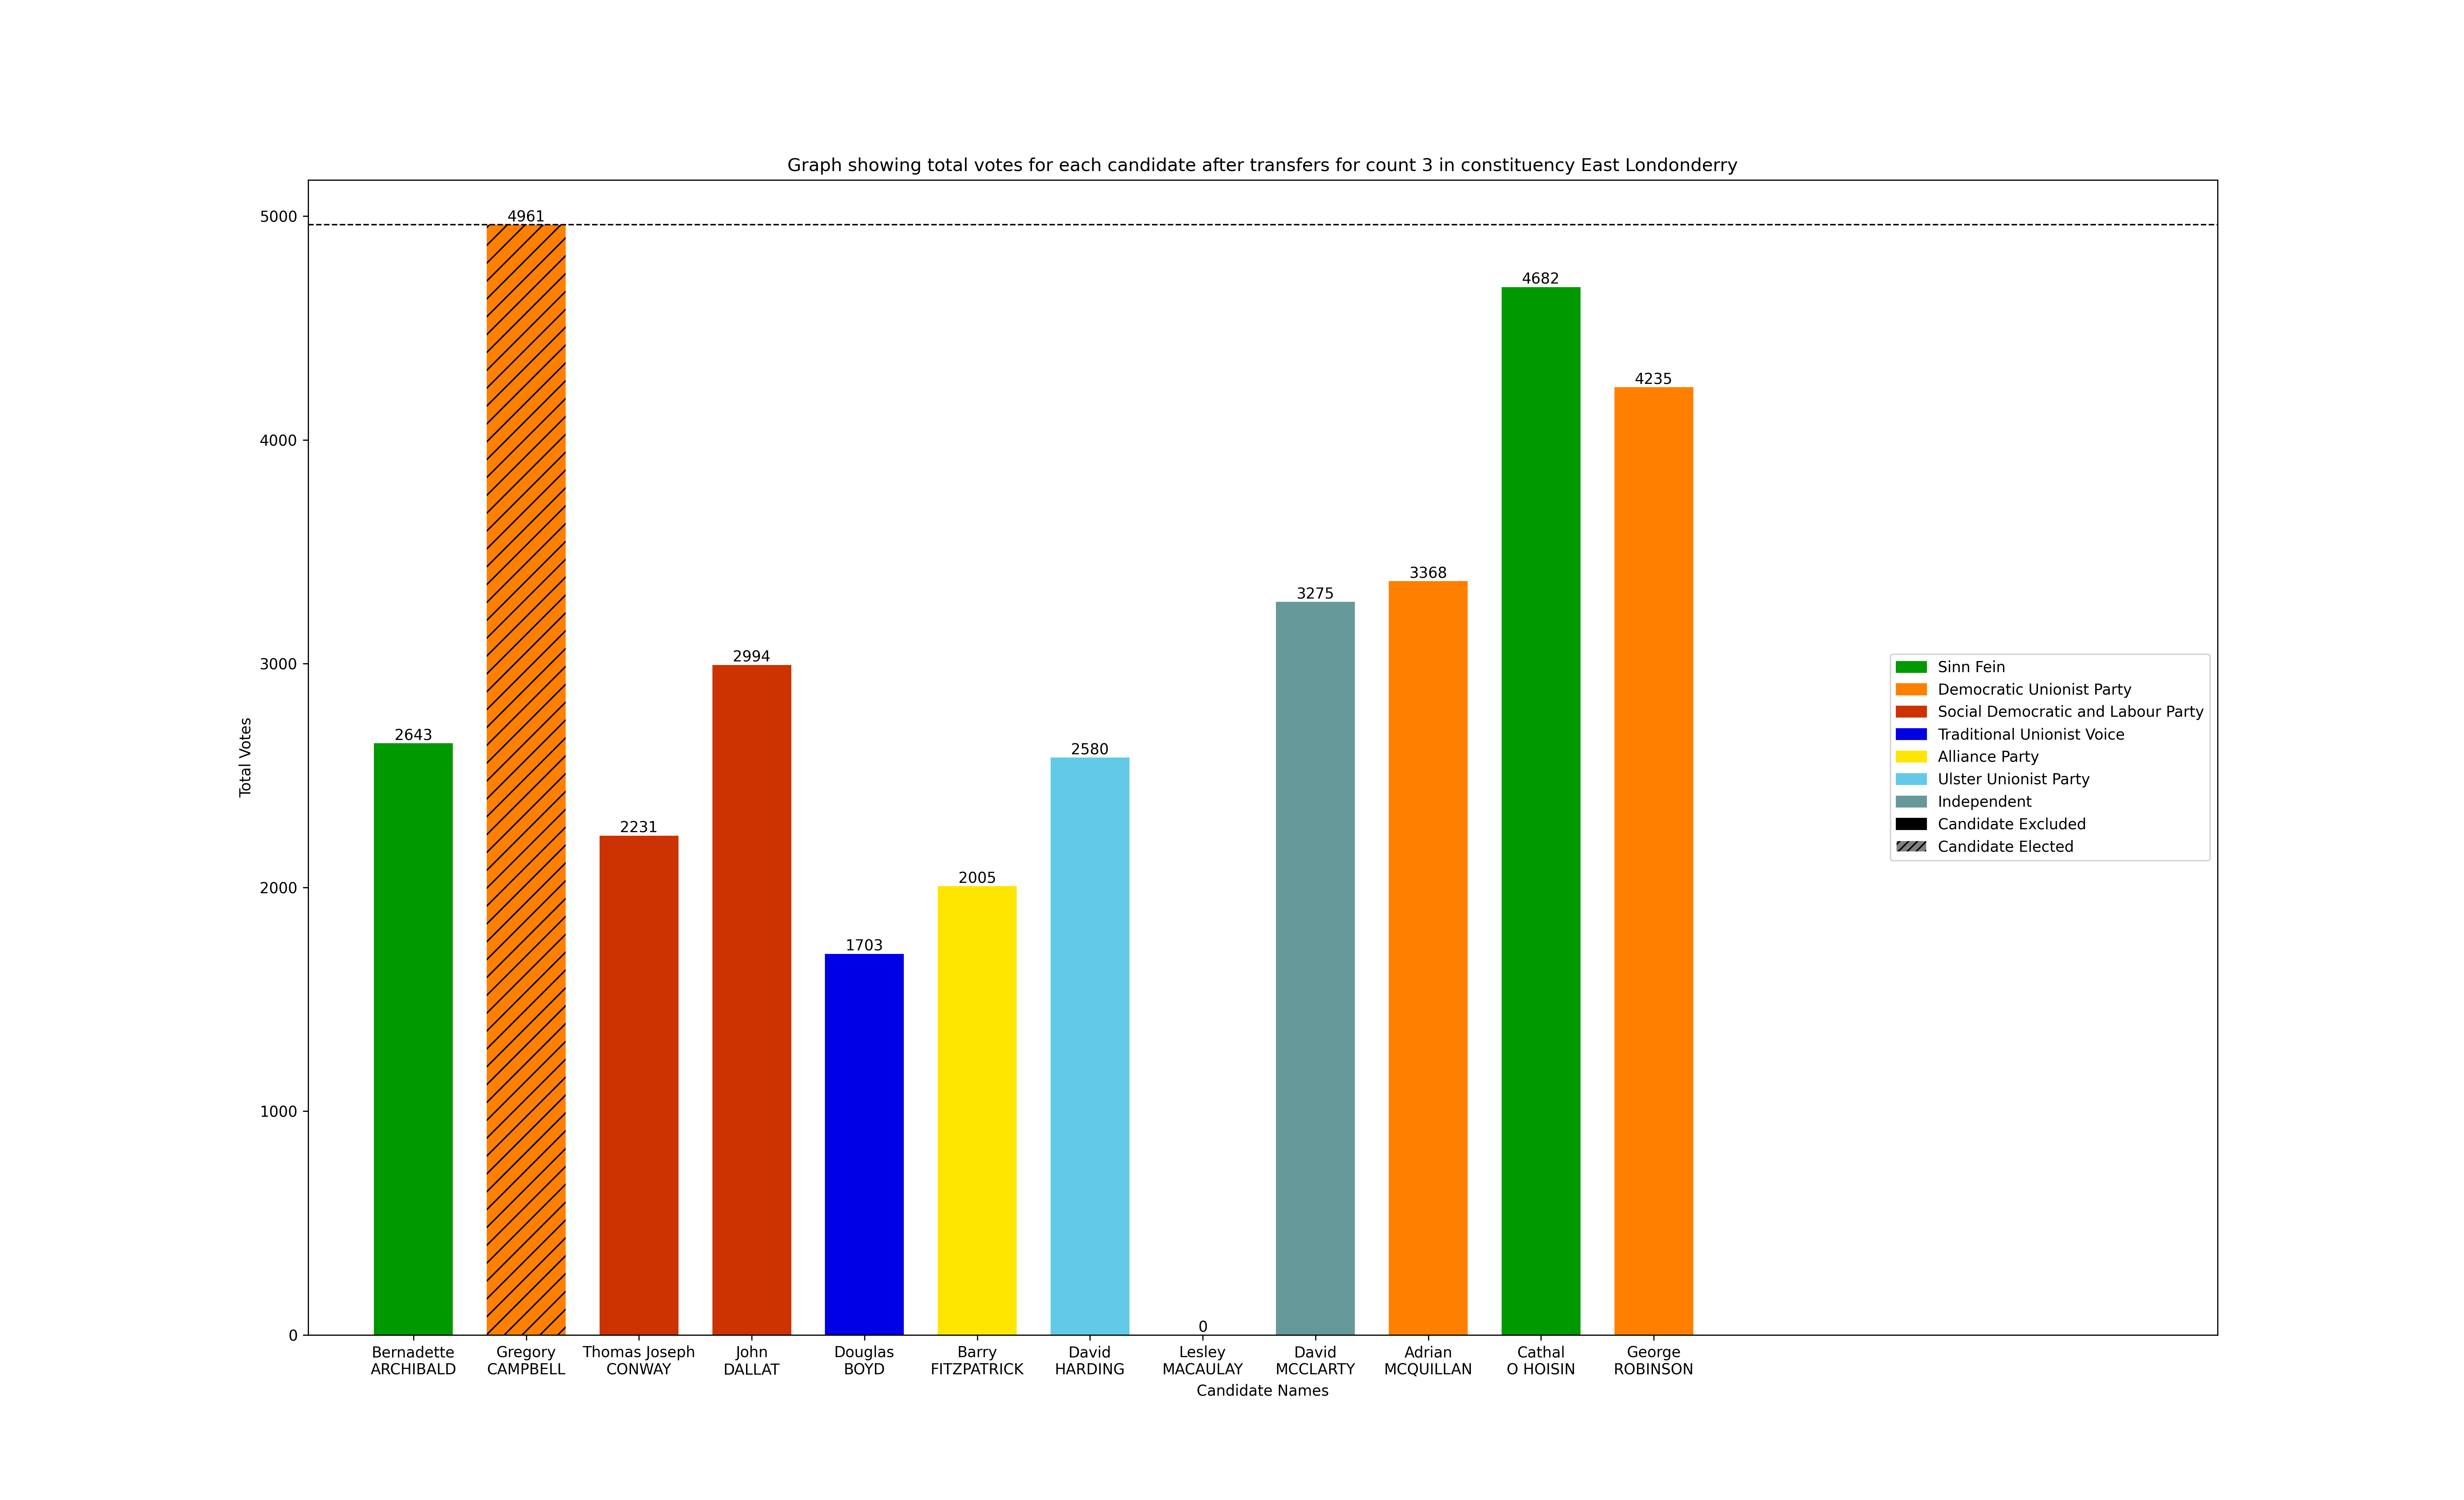 Graph showing total votes for each candidate after transfers for count 3 in constituency East Londonderry
5000
4000
3000
2000
1000
0
Total Votes
2643
4961
2231
2994
1703
2005
2580
0
3275
3368
4682
4235
Bernadette
ARCHIBALD
Gregory
CAMPBELL
Thomas Joseph
CONWAY
John
DALLAT
Douglas
BOYD
Barry
FITZPATRICK
David
HARDING
Lesley
MACAULAY
David
MCCLARTY
Adrian
MCQUILLAN
Cathal
O HOISIN
George
ROBINSON
Candidate Names
Sinn Fein
Democratic Unionist Party
Social Democratic and Labour Party
Traditional Unionist Voice
Alliance Party
Ulster Unionist Party
Independent
Candidate Excluded
Candidate Elected